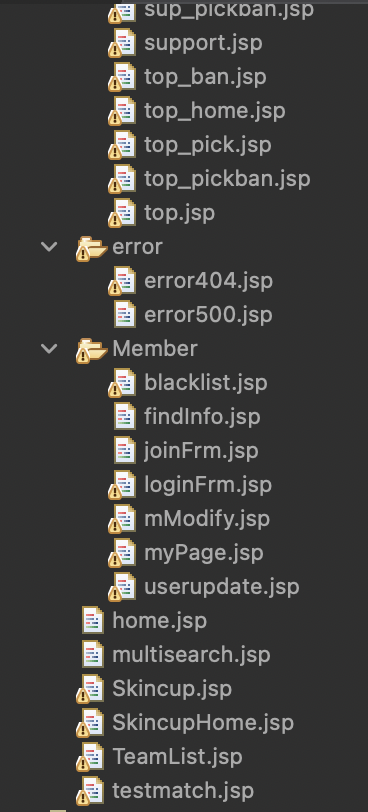 sup_pickban.jsp
support.jsp
top_ban.jsp
top_home.jsp
top_pick.jsp
top_pickban.jsp
top.jsp
error
error404.jsp
error500.jsp
Member
blacklist.jsp
findInfo.jsp
joinFrm.jsp
loginFrm.jsp
mModify.jsp
myPage.jsp
userupdate.jsp
home.jsp
multisearch.jsp
Skincup.jsp
SkincupHome.jsp
TeamList.jsp
testmatch.jsp